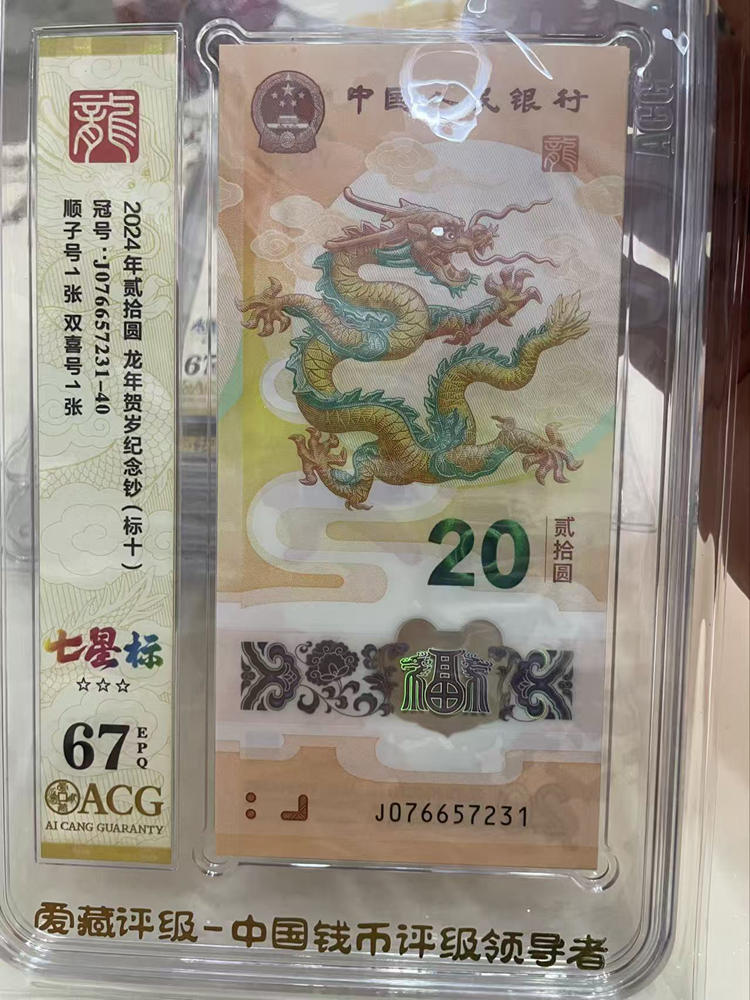 龍
2024年贰拾圆 龙年贺岁纪念钞(标十)
冠号:J076657231-40
顺子号1张 双喜号1张
七星标
☆☆☆
67 EPQ
ACG
AI CANG GUARANTY
中国人民银行
龍
20 贰拾圆
福
J076657231
ACG
67
爱藏评级-中国钱币评级领导者